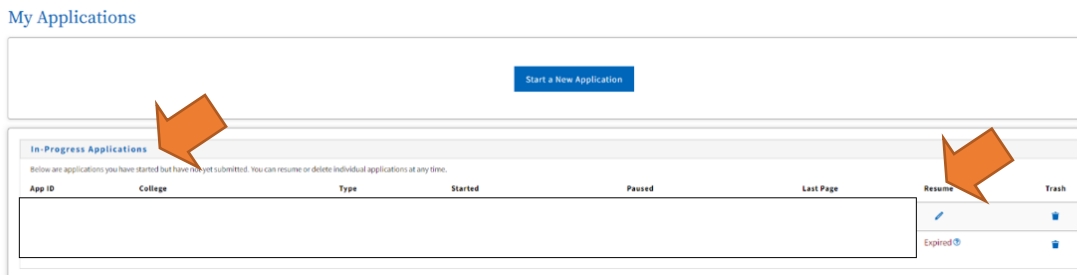 My Applications
Start a New Application
In-Progress Applications
Below are applications you have started but have not yet submitted. You can resume or delete individual applications at any time.
App ID College Type Started Paused Last Page Resume Trash
Expired